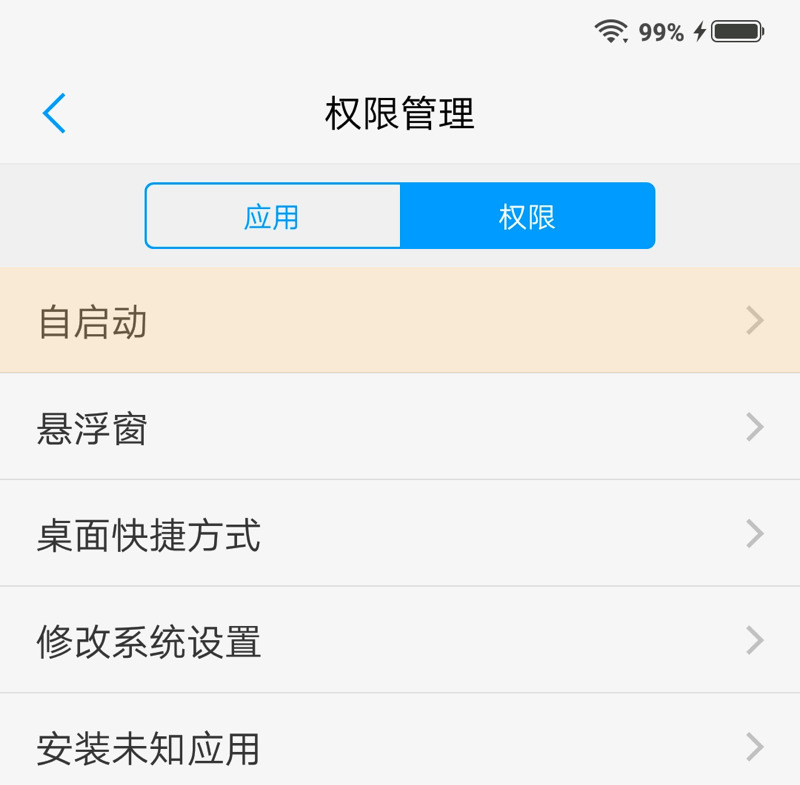 99%
权限管理
应用 权限
自启动
悬浮窗
桌面快捷方式
修改系统设置
安装未知应用